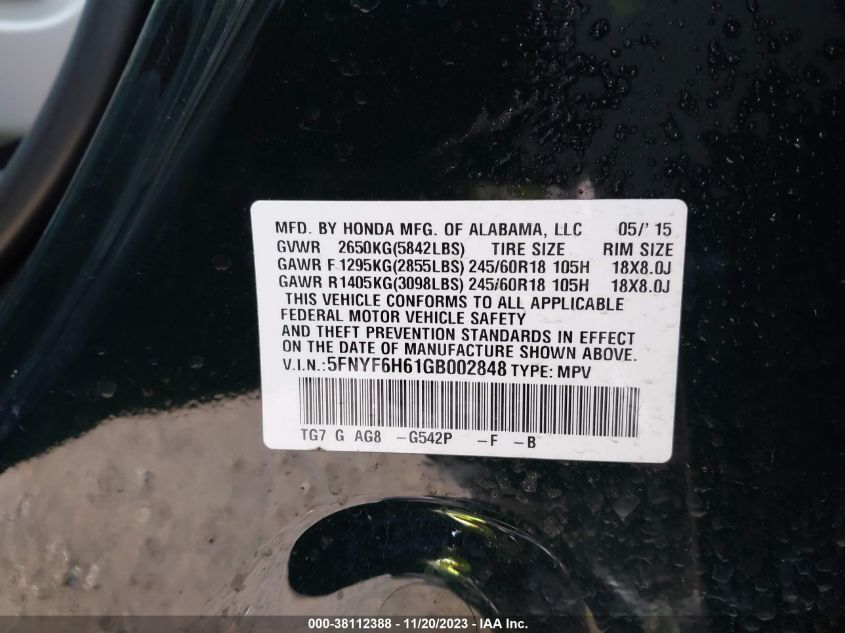 MFD. BY HONDA MFG. OF ALABAMA, LLC 05/'15
GVWR 2650KG(5842LBS) TIRE SIZE RIM SIZE
GAWR F 1295KG(2855LBS) 245/60R18 105H 18X8.0J
GAWR R1405KG(3098LBS) 245/60R18 105H 18X8.0J
THIS VEHICLE CONFORMS TO ALL APPLICABLE
FEDERAL MOTOR VEHICLE SAFETY
AND THEFT PREVENTION STANDARDS IN EFFECT
ON THE DATE OF MANUFACTURE SHOWN ABOVE.
V.I.N.:5FNYF6H61GB002848 TYPE: MPV
TG7 G AG8 -G542P -F -B
000-38112388 - 11/20/2023 - IAA Inc.